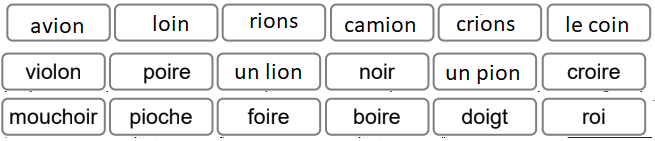 avion loin rions camion crions le coin
violon poire un lion noir un pion croire
mouchoir pioche foire boire doigt roi